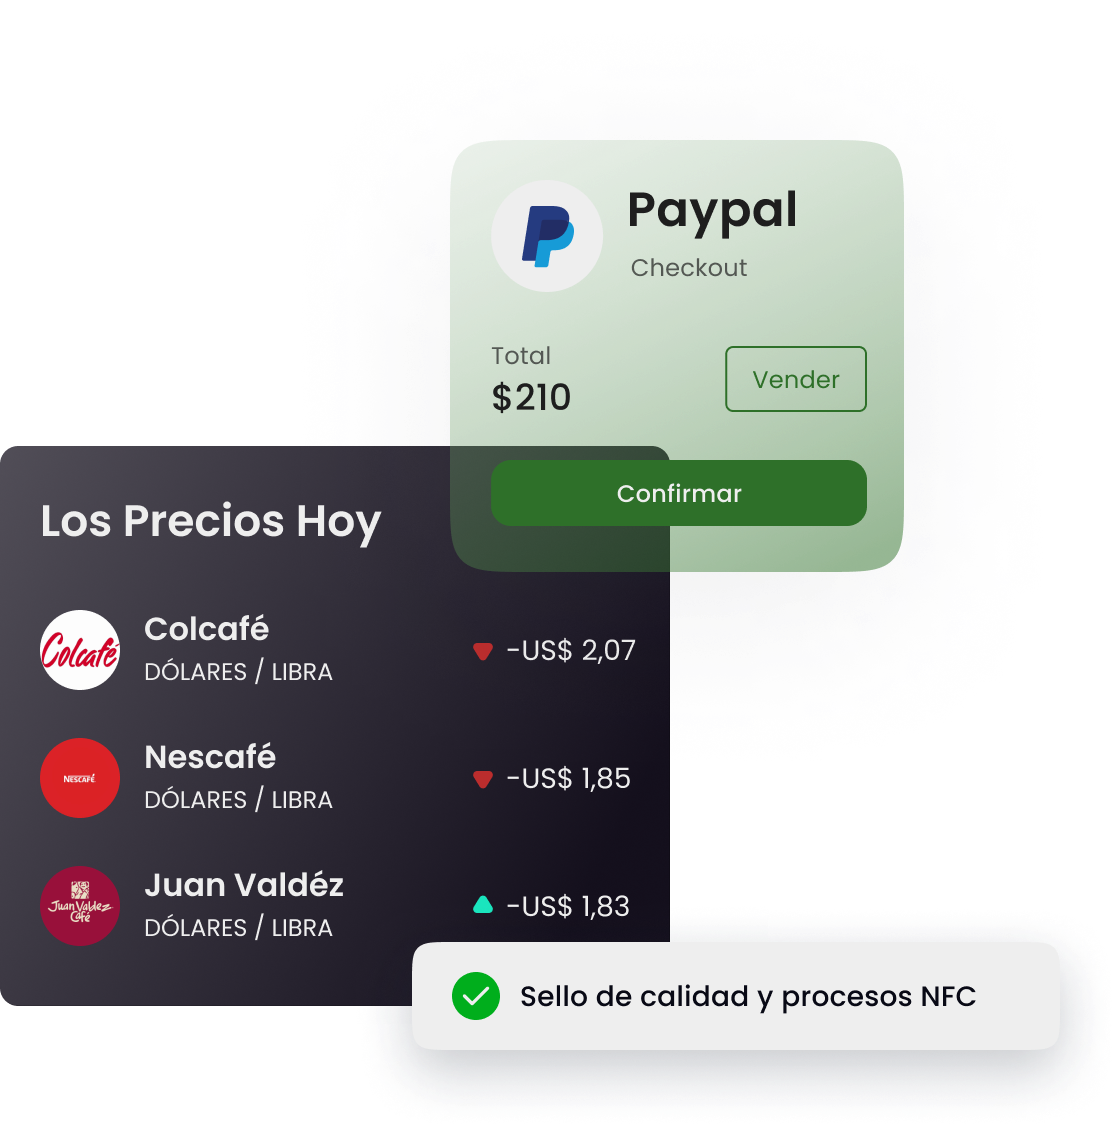 Paypal
Checkout
Total
$210
Vender
Confirmar
Los Precios Hoy
Colcafé
Colcafé
DÓLARES / LIBRA
-US$ 2,07
NESCAFÉ
Nescafé
DÓLARES / LIBRA
-US$ 1,85
Juan Valdez
Café
Juan Valdéz
DÓLARES / LIBRA
-US$ 1,83
Sello de calidad y procesos NFC